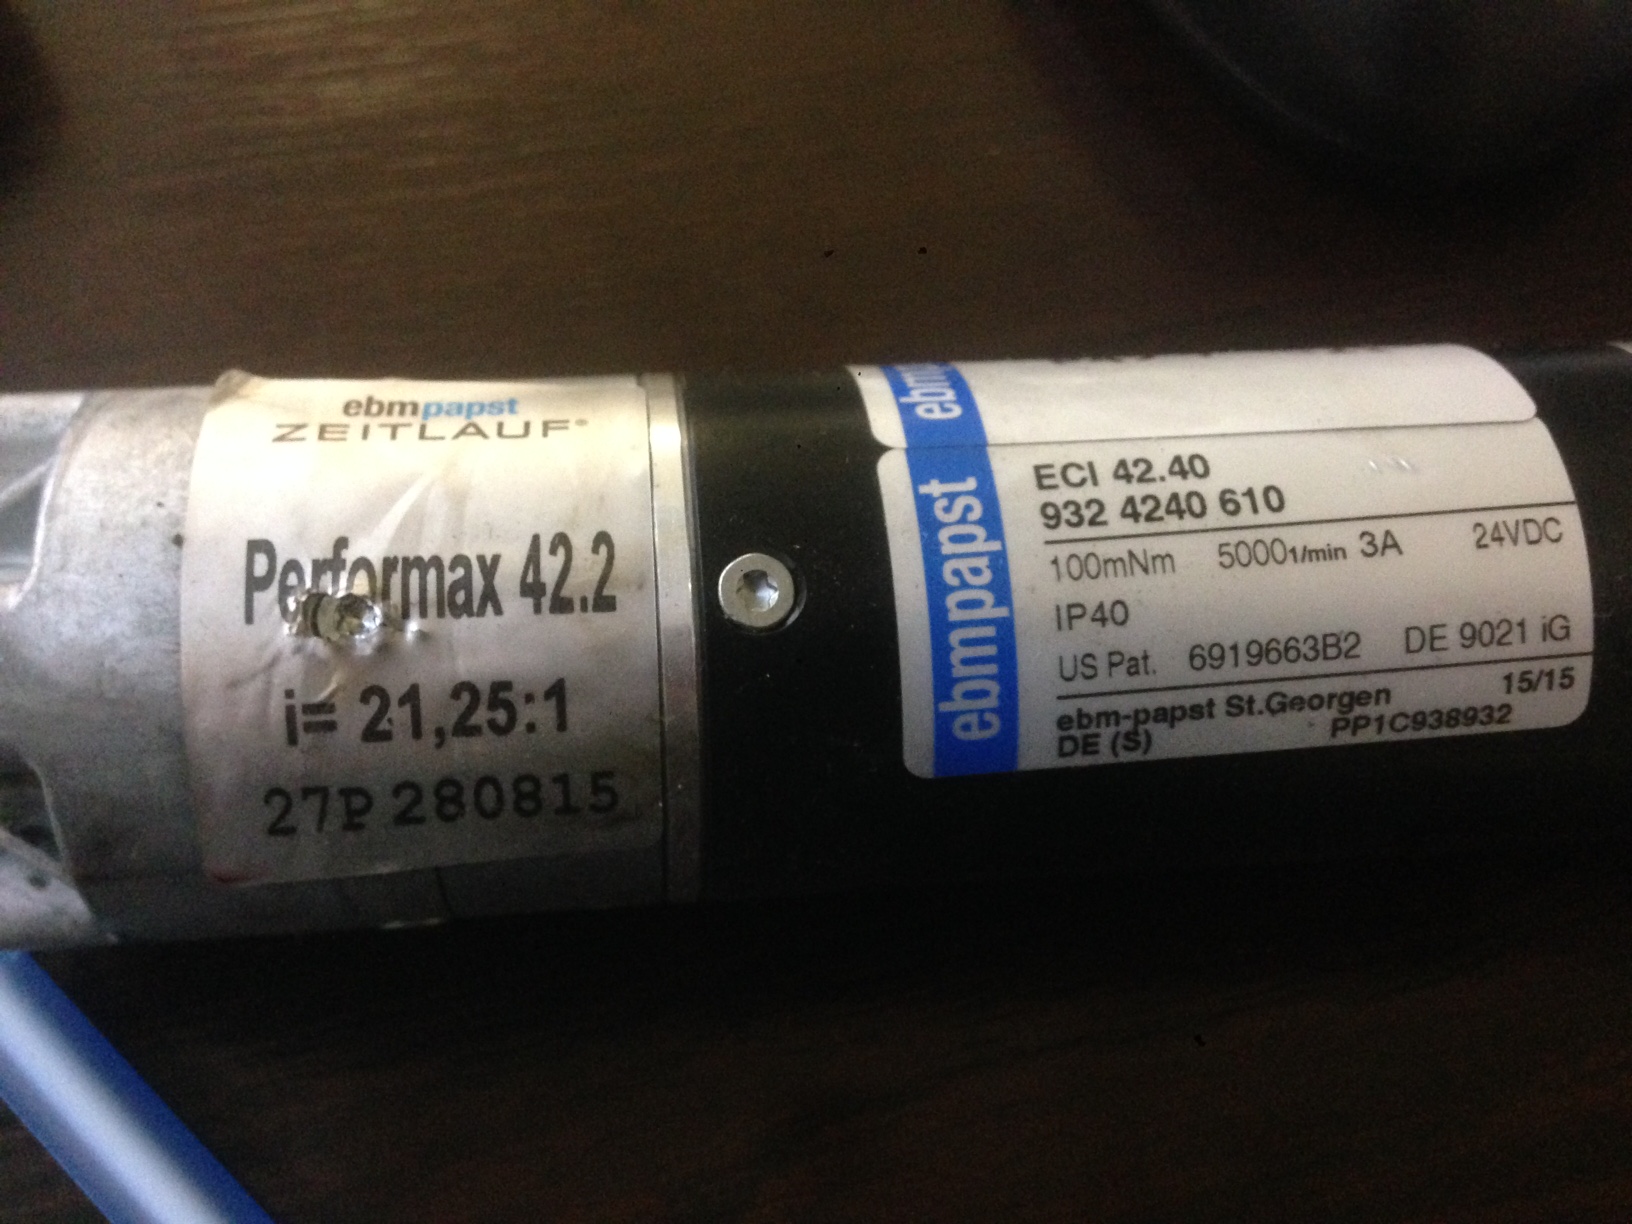 ebmpapst
ZEITLAUF®
Performax 42.2
i= 21,25:1
27P 280815
ebmpapst
ECI 42.40
932 4240 610
100mNm 5000 1/min 3A 24VDC
IP40
US Pat. 6919663B2 DE 9021 iG
ebm-papst St.Georgen 15/15
DE (S) PP1C938932
ebm